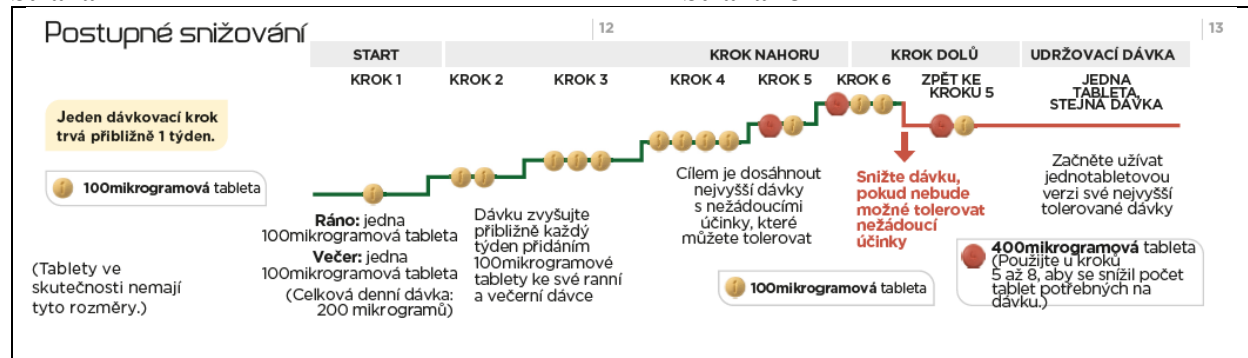 Postupné snižování
12
13
START
KROK NAHORU
KROK DOLŮ
UDRŽOVACÍ DÁVKA
KROK 1
KROK 2
KROK 3
KROK 4
KROK 5
KROK 6
ZPĚT KE
KROKU 5
JEDNA
TABLETA,
STEJNÁ DÁVKA
Jeden dávkovací krok
trvá přibližně 1 týden.
100mikrogramová tableta
(Tablety ve
skutečnosti nemají
tyto rozměry.)
Ráno: jedna
100mikrogramová tableta
Večer: jedna
100mikrogramová tableta
(Celková denní dávka:
200 mikrogramů)
Dávku zvyšujte
přibližně každý
týden přidáním
100mikrogramové
tablety ke své ranní
a večerní dávce
Cílem je dosáhnout
nejvyšší dávky
s nežádoucími
účinky, které
můžete tolerovat
100mikrogramová tableta
Snižte dávku,
pokud nebude
možné tolerovat
nežádoucí
účinky
Začněte užívat
jednotabletovou
verzi své nejvyšší
tolerované dávky
400mikrogramová tableta
(Použijte u kroků
5 až 8, aby se snížil počet
tablet potřebných na
dávku.)